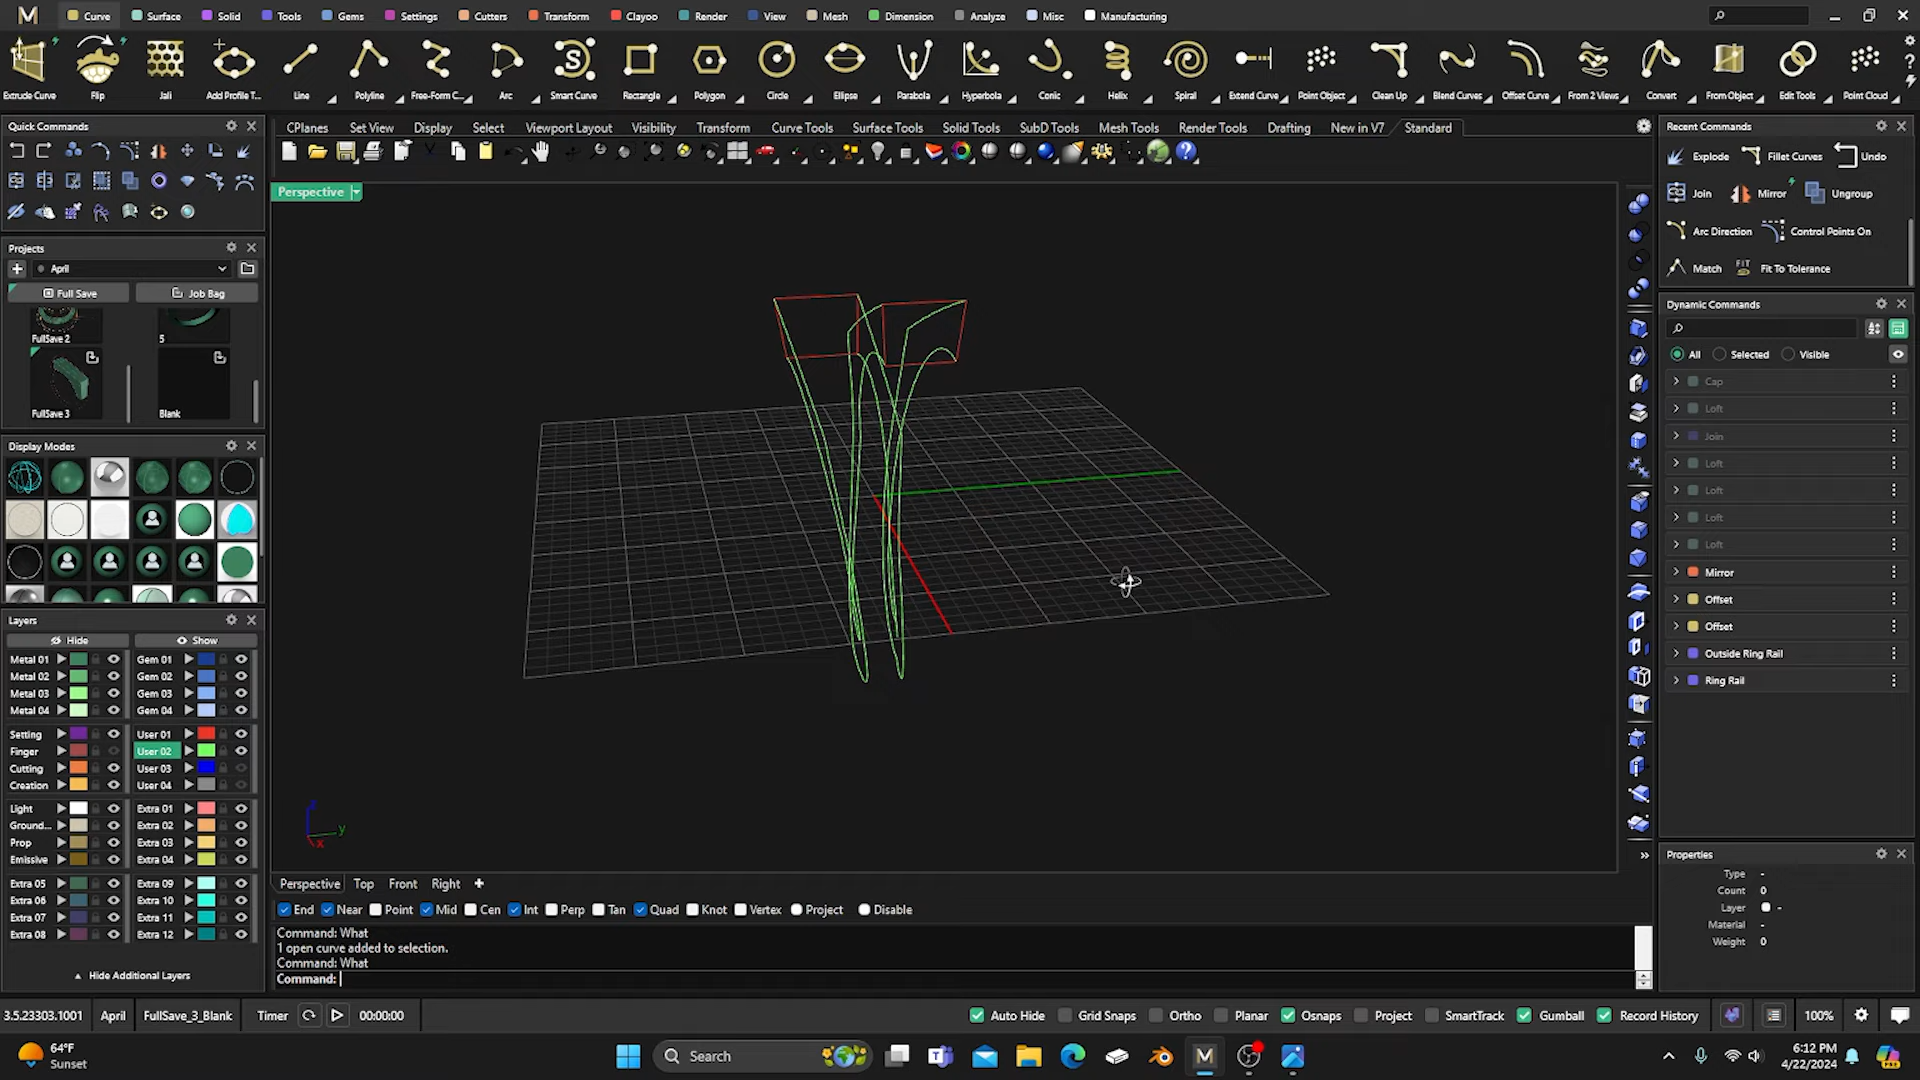 Curve Surface Solid Tools Gems Settings Cutters Transform Clayoo Render View Mesh Dimension Analyze Misc Manufacturing
Extrude Curve Flip Jali Add Profile T... Line Polyline Free-Form C... Arc Smart Curve Rectangle Polygon Circle Ellipse Parabola Hyperbola Conic Helix Spiral Extend Curve Point Object Clean Up Blend Curves Offset Curve From 2 Views Convert From Object Edit Tools Point Cloud
Quick Commands
CPlanes Set View Display Select Viewport Layout Visibility Transform Curve Tools Surface Tools Solid Tools SubD Tools Mesh Tools Render Tools Drafting New in V7 Standard
Recent Commands
Explode Fillet Curves Undo
Join Mirror Ungroup
Arc Direction Control Points On
Match FIT Fit To Tolerance
Perspective
Projects
April
Full Save Job Bag
FullSave 2 5
FullSave 3 Blank
Display Modes
Layers
Hide Show
Metal 01 Gem 01
Metal 02 Gem 02
Metal 03 Gem 03
Metal 04 Gem 04
Setting User 01
Finger User 02
Cutting User 03
Creation User 04
Light Extra 01
Ground... Extra 02
Prop Extra 03
Emissive Extra 04
Extra 05 Extra 09
Extra 06 Extra 10
Extra 07 Extra 11
Extra 08 Extra 12
Hide Additional Layers
z
y
x
Dynamic Commands
All Selected Visible
Cap
Loft
Join
Loft
Loft
Loft
Loft
Mirror
Offset
Offset
Outside Ring Rail
Ring Rail
Properties
Type -
Count 0
Layer -
Material -
Weight 0
Perspective Top Front Right
End Near Point Mid Cen Int Perp Tan Quad Knot Vertex Project Disable
Command: What
1 open curve added to selection.
Command: What
Command:
3.5.23303.1001 April FullSave_3_Blank Timer 00:00:00 Auto Hide Grid Snaps Ortho Planar Osnaps Project SmartTrack Gumball Record History 100%
64°F
Sunset
Search
6:12 PM
4/22/2024